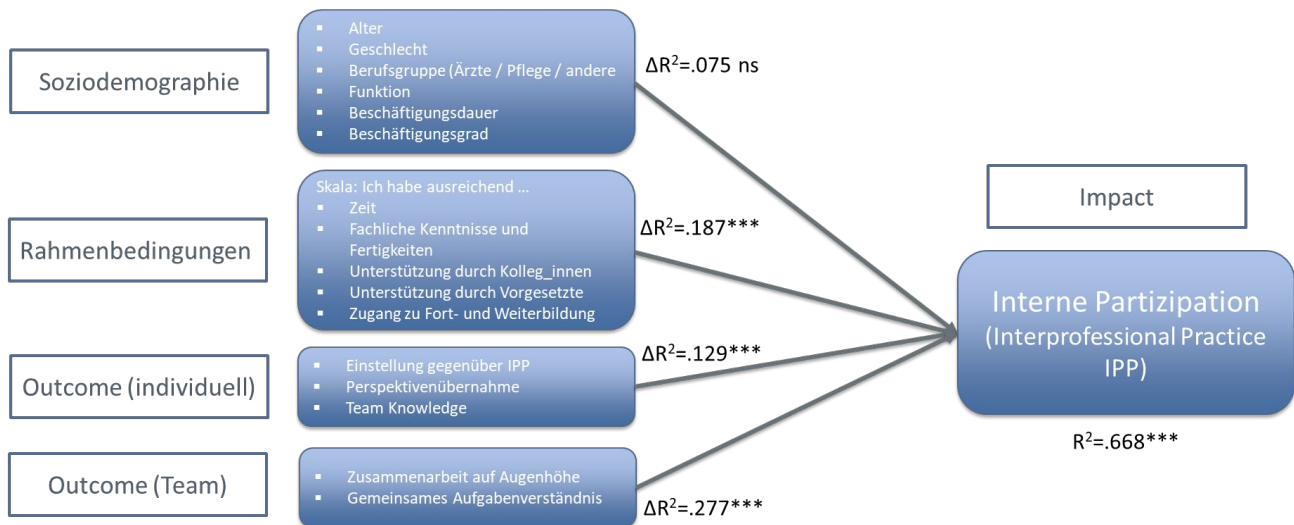 Soziodemographie
▪ Alter
▪ Geschlecht
▪ Berufsgruppe (Ärzte / Pflege / andere
▪ Funktion
▪ Beschäftigungsdauer
▪ Beschäftigungsgrad
ΔR²=.075 ns
Rahmenbedingungen
Skala: Ich habe ausreichend ...
▪ Zeit
▪ Fachliche Kenntnisse und
Fertigkeiten
▪ Unterstützung durch Kolleg_innen
▪ Unterstützung durch Vorgesetzte
▪ Zugang zu Fort- und Weiterbildung
ΔR²=.187***
Outcome (individuell)
▪ Einstellung gegenüber IPP
▪ Perspektivenübernahme
▪ Team Knowledge
ΔR²=.129***
Outcome (Team)
▪ Zusammenarbeit auf Augenhöhe
▪ Gemeinsames Aufgabenverständnis
ΔR²=.277***
Impact
Interne Partizipation
(Interprofessional Practice
IPP)
R²=.668***